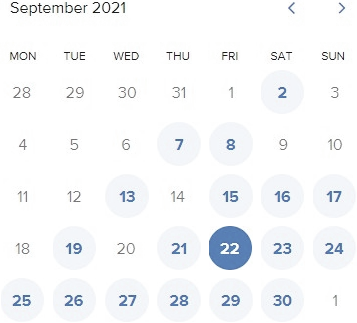 September 2021
MON TUE WED THU FRI SAT SUN
28 29 30 31 1 2 3
4 5 6 7 8 9 10
11 12 13 14 15 16 17
18 19 20 21 22 23 24
25 26 27 28 29 30 1